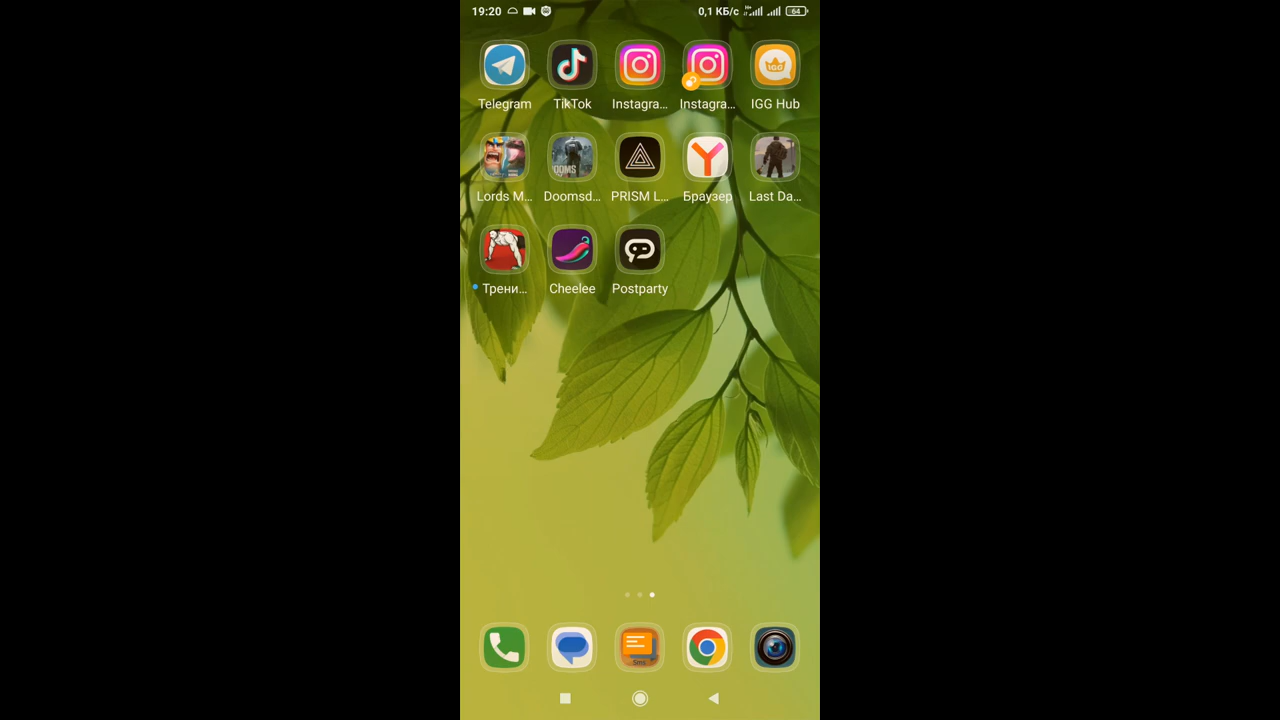 19:20 0,1 КБ/с 64
Telegram TikTok Instagra... Instagra... IGG Hub
Lords M... Doomsd... PRISM L... Браузер Last Da...
Трени... Cheelee Postparty